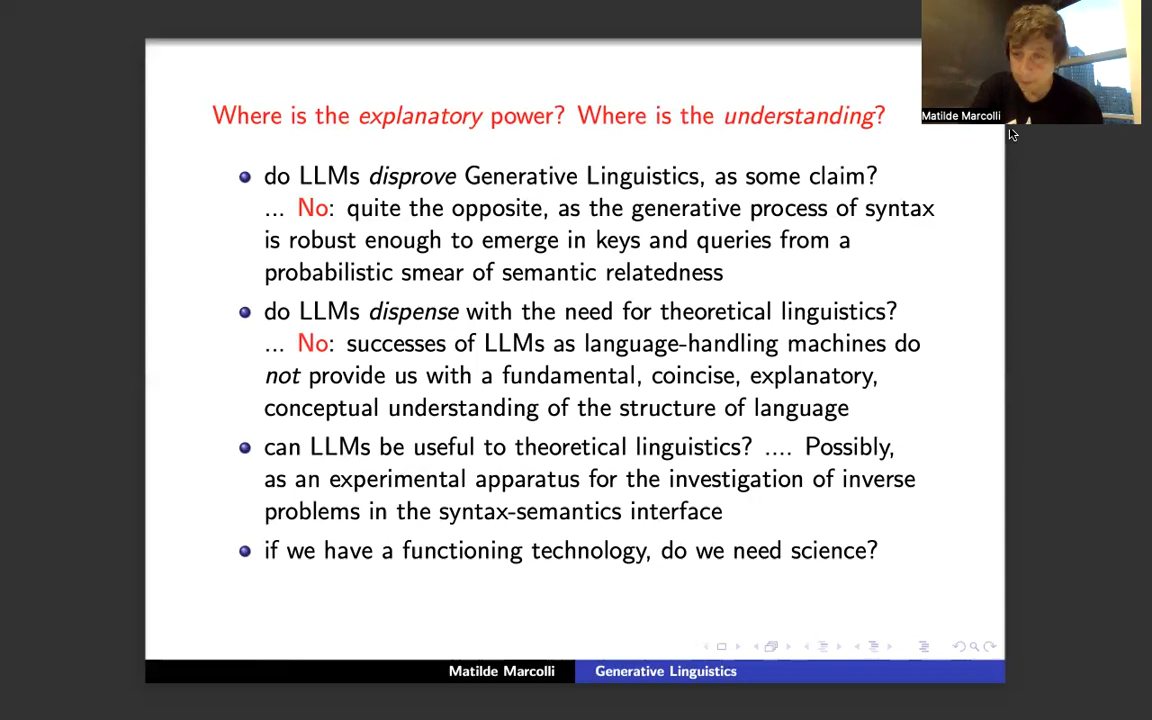 Matilde Marcolli
Where is the explanatory power? Where is the understanding?
do LLMs disprove Generative Linguistics, as some claim?
... No: quite the opposite, as the generative process of syntax
is robust enough to emerge in keys and queries from a
probabilistic smear of semantic relatedness
do LLMs dispense with the need for theoretical linguistics?
... No: successes of LLMs as language-handling machines do
not provide us with a fundamental, coincise, explanatory,
conceptual understanding of the structure of language
can LLMs be useful to theoretical linguistics? .... Possibly,
as an experimental apparatus for the investigation of inverse
problems in the syntax-semantics interface
if we have a functioning technology, do we need science?
Matilde Marcolli
Generative Linguistics